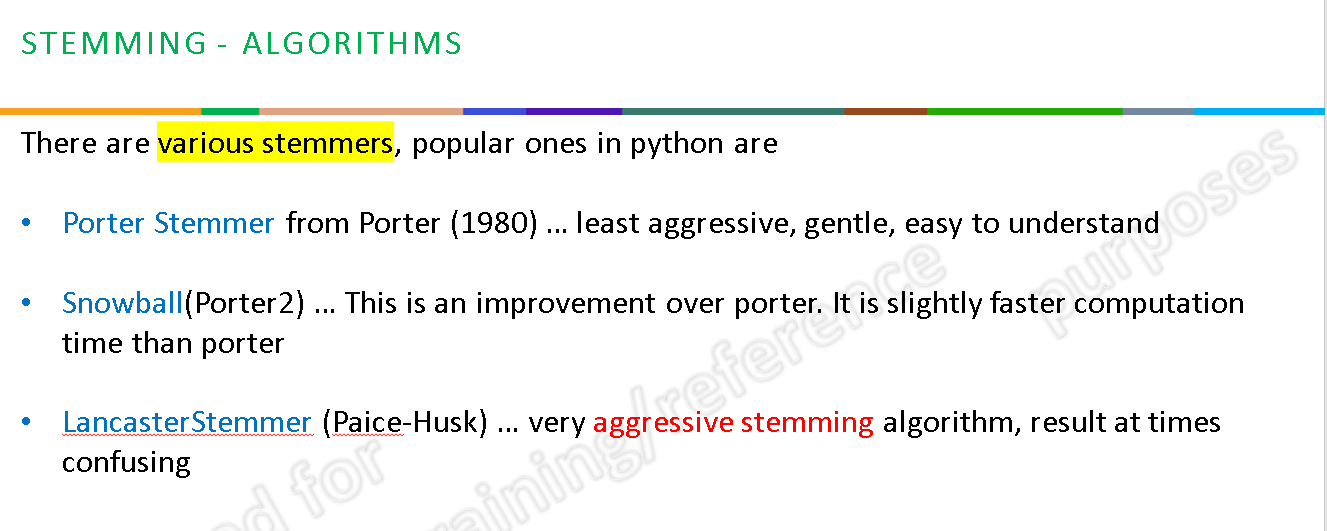 STEMMING - ALGORITHMS
There are various stemmers, popular ones in python are
• Porter Stemmer from Porter (1980) ... least aggressive, gentle, easy to understand
• Snowball(Porter2) ... This is an improvement over porter. It is slightly faster computation
time than porter
• LancasterStemmer (Paice-Husk) ... very aggressive stemming algorithm, result at times
confusing
ed for
raining/reference
purposes